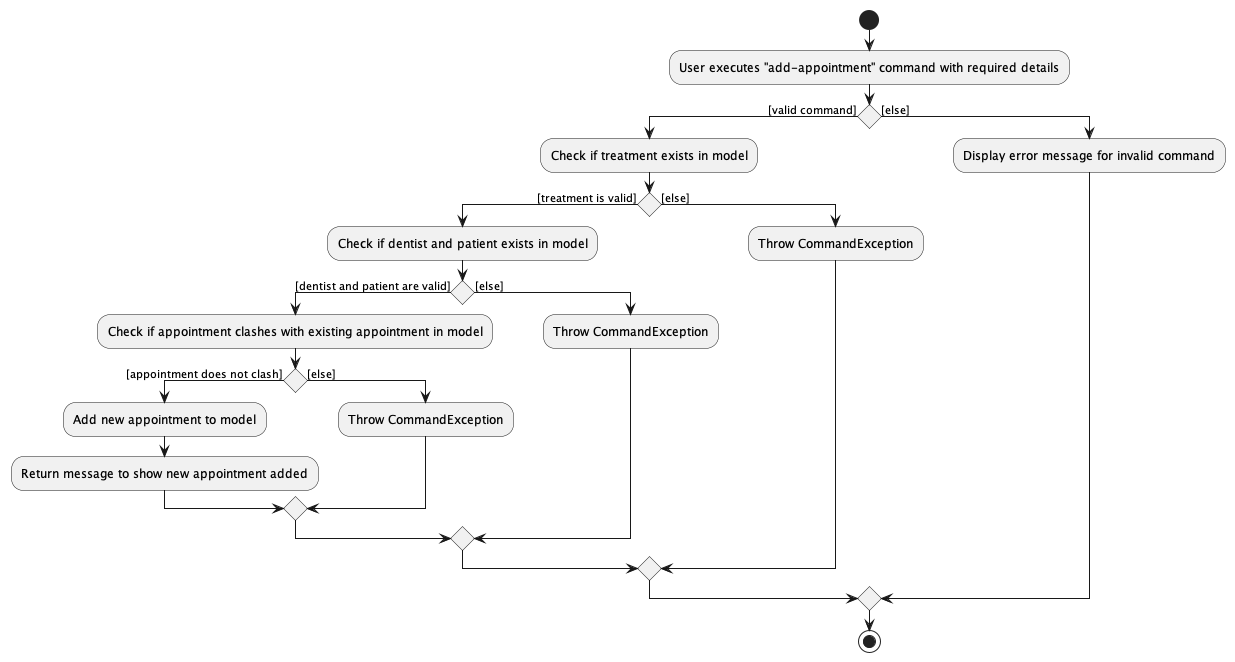 User executes "add-appointment" command with required details
[valid command]
[else]
Check if treatment exists in model
Display error message for invalid command
[treatment is valid]
[else]
Check if dentist and patient exists in model
Throw CommandException
[dentist and patient are valid]
[else]
Check if appointment clashes with existing appointment in model
Throw CommandException
[appointment does not clash]
[else]
Add new appointment to model
Throw CommandException
Return message to show new appointment added